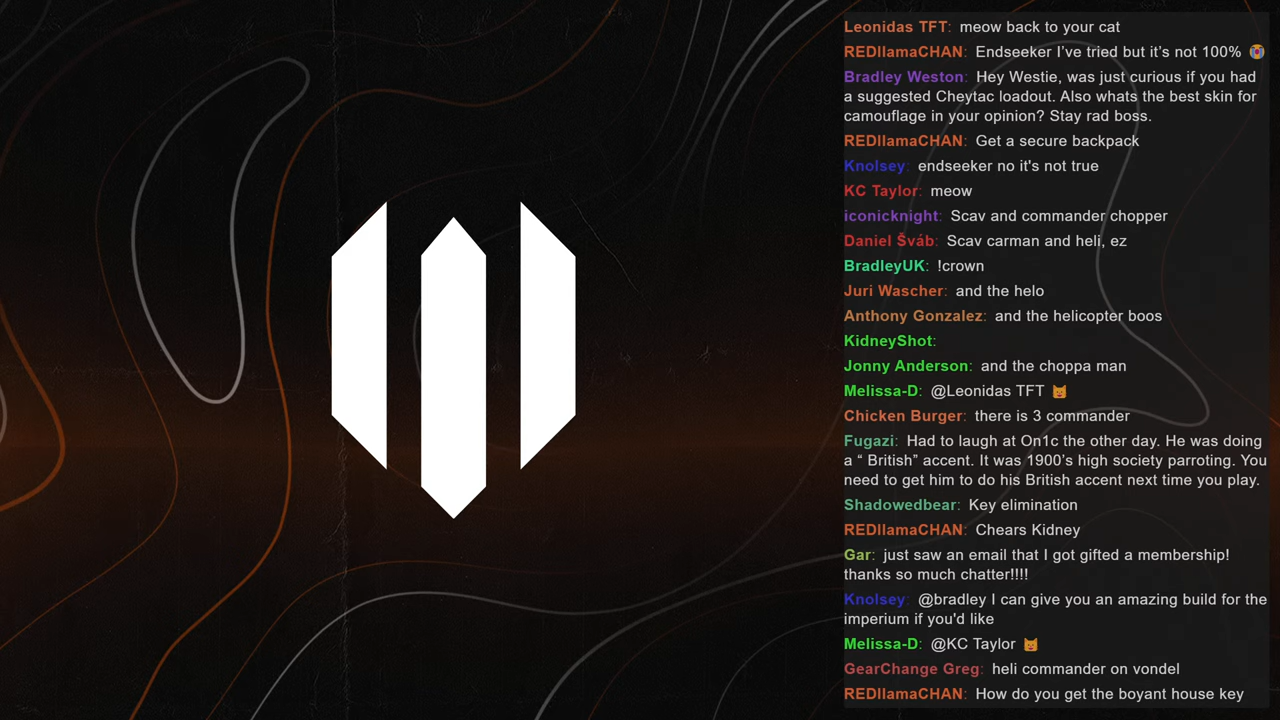 Leonidas TFT: meow back to your cat
REDllamaCHAN: Endseeker I've tried but it's not 100% 😭
Bradley Weston: Hey Westie, was just curious if you had
a suggested Cheytac loadout. Also whats the best skin for
camouflage in your opinion? Stay rad boss.
REDllamaCHAN: Get a secure backpack
Knolsey: endseeker no it's not true
KC Taylor: meow
iconicknight: Scav and commander chopper
Daniel Šváb: Scav carman and heli, ez
BradleyUK: !crown
Juri Wascher: and the helo
Anthony Gonzalez: and the helicopter boos
KidneyShot:
Jonny Anderson: and the choppa man
Melissa-D: @Leonidas TFT 🐱
Chicken Burger: there is 3 commander
Fugazi: Had to laugh at On1c the other day. He was doing
a “ British” accent. It was 1900’s high society parroting. You
need to get him to do his British accent next time you play.
Shadowedbear: Key elimination
REDllamaCHAN: Chears Kidney
Gar: just saw an email that I got gifted a membership!
thanks so much chatter!!!!
Knolsey: @bradley I can give you an amazing build for the
imperium if you'd like
Melissa-D: @KC Taylor 🐱
GearChange Greg: heli commander on vondel
REDllamaCHAN: How do you get the boyant house key